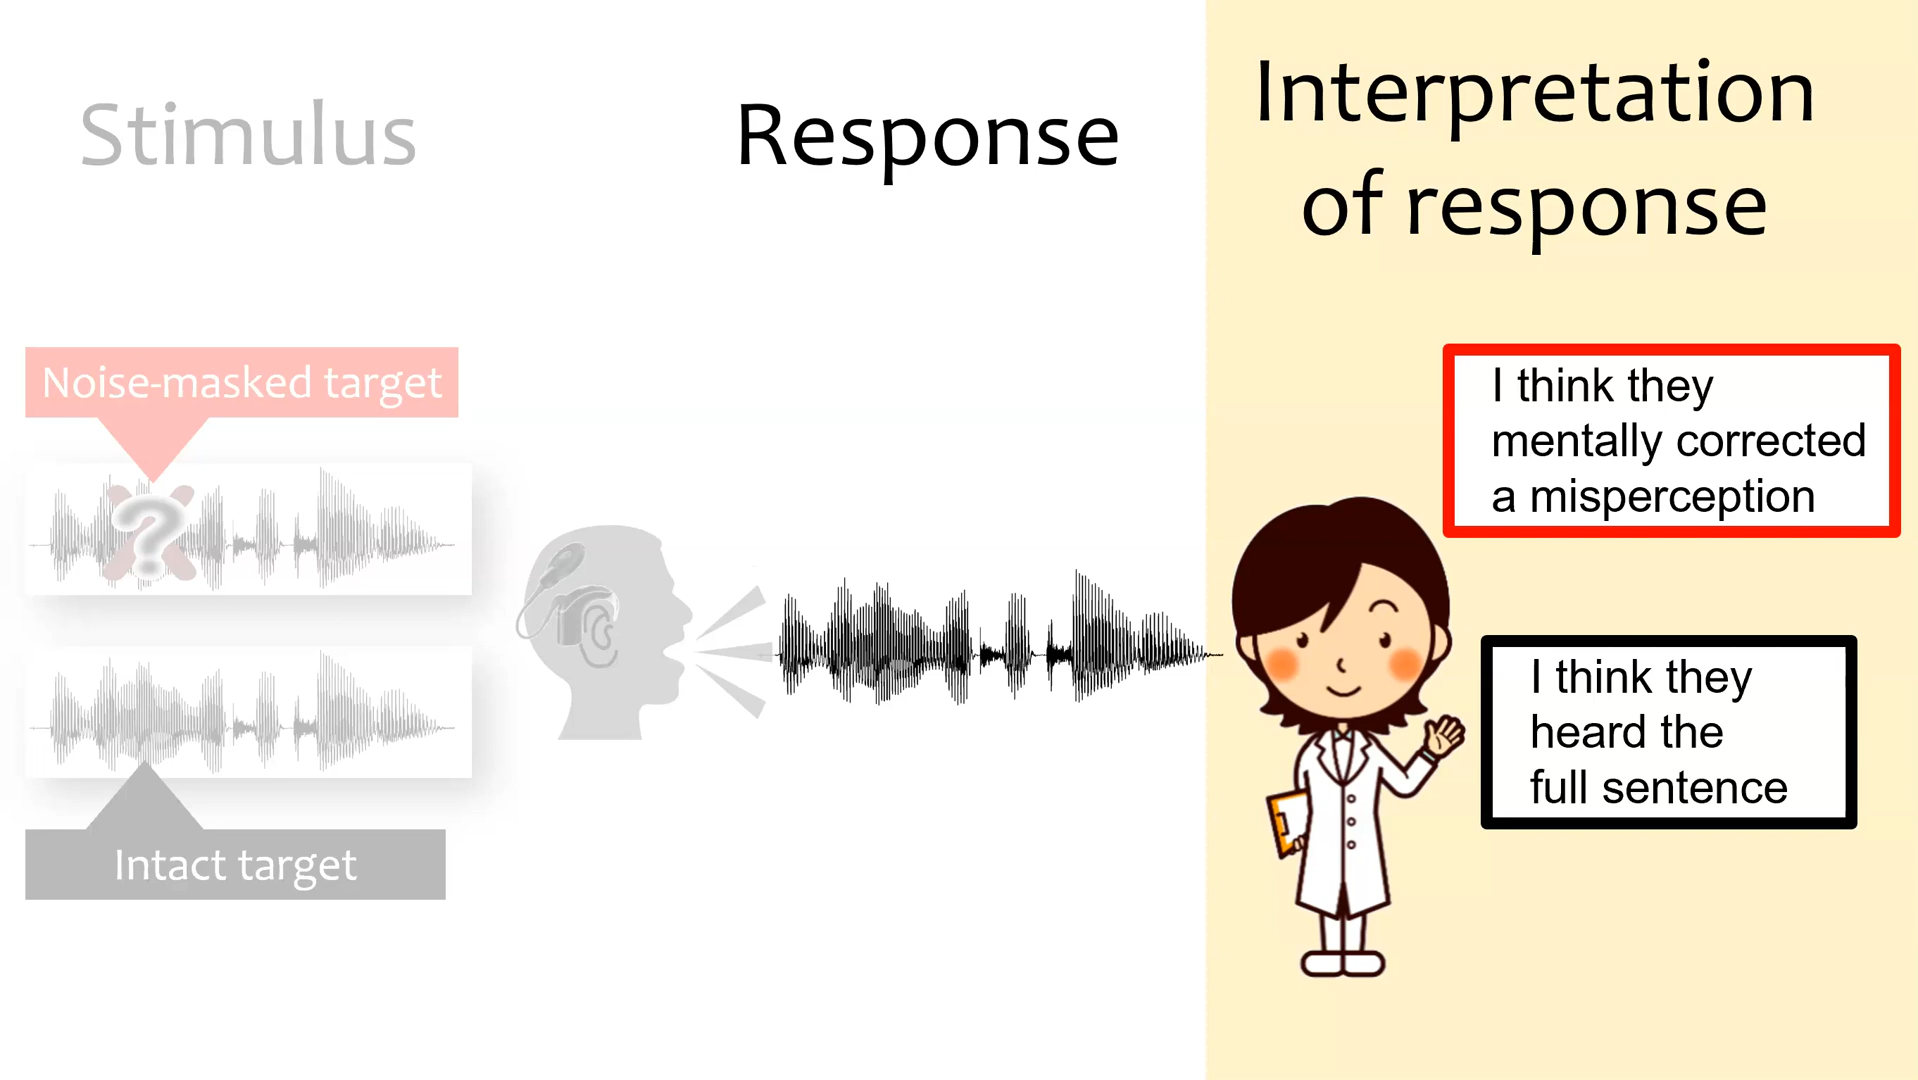 Stimulus
Response
Interpretation
of response
Noise-masked target
?
Intact target
I think they
mentally corrected
a misperception
I think they
heard the
full sentence